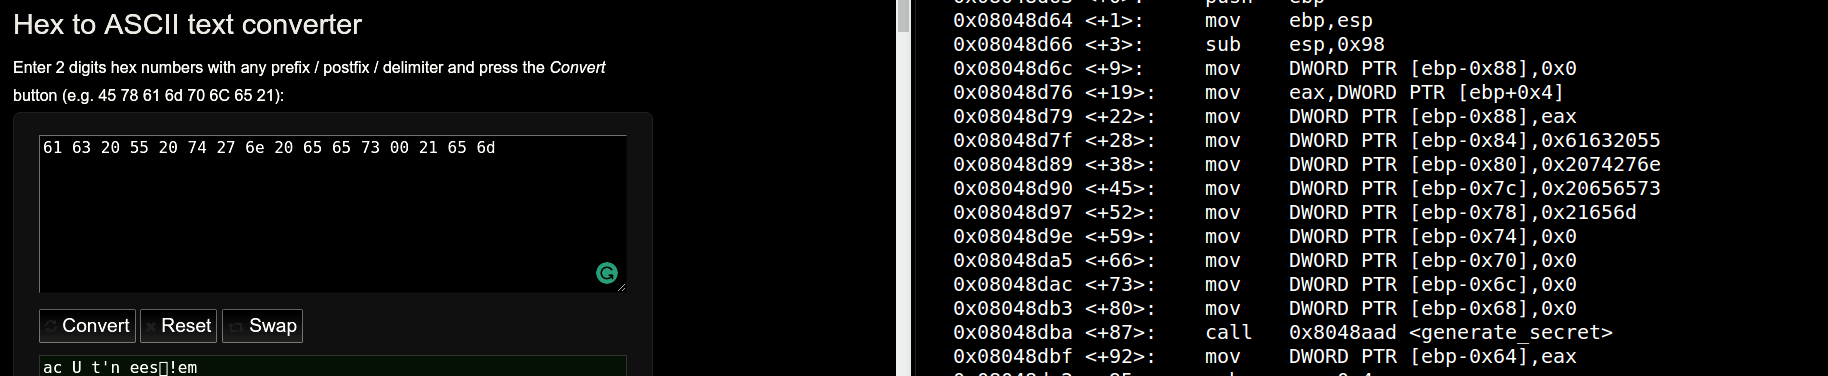 Hex to ASCII text converter
Enter 2 digits hex numbers with any prefix / postfix / delimiter and press the Convert
button (e.g. 45 78 61 6d 70 6C 65 21):
61 63 20 55 20 74 27 6e 20 65 65 73 00 21 65 6d
Convert Reset Swap
ac U t'n ees▯!em
0x08048d64 <+1>: mov ebp,esp
0x08048d66 <+3>: sub esp,0x98
0x08048d6c <+9>: mov DWORD PTR [ebp-0x88],0x0
0x08048d76 <+19>: mov eax,DWORD PTR [ebp+0x4]
0x08048d79 <+22>: mov DWORD PTR [ebp-0x88],eax
0x08048d7f <+28>: mov DWORD PTR [ebp-0x84],0x61632055
0x08048d89 <+38>: mov DWORD PTR [ebp-0x80],0x2074276e
0x08048d90 <+45>: mov DWORD PTR [ebp-0x7c],0x20656573
0x08048d97 <+52>: mov DWORD PTR [ebp-0x78],0x21656d
0x08048d9e <+59>: mov DWORD PTR [ebp-0x74],0x0
0x08048da5 <+66>: mov DWORD PTR [ebp-0x70],0x0
0x08048dac <+73>: mov DWORD PTR [ebp-0x6c],0x0
0x08048db3 <+80>: mov DWORD PTR [ebp-0x68],0x0
0x08048dba <+87>: call 0x8048aad <generate_secret>
0x08048dbf <+92>: mov DWORD PTR [ebp-0x64],eax